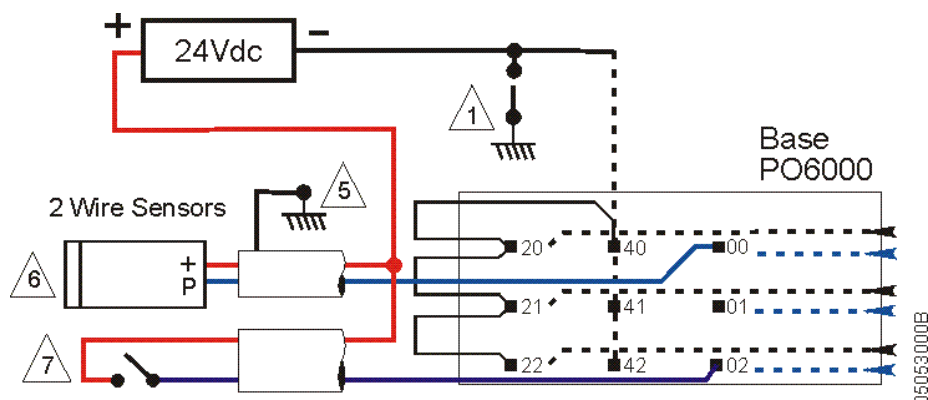 + 24Vdc -
1
Base
PO6000
5
2 Wire Sensors
20 40 00
6
+
P
21 41 01
7
22 42 02
05053000B